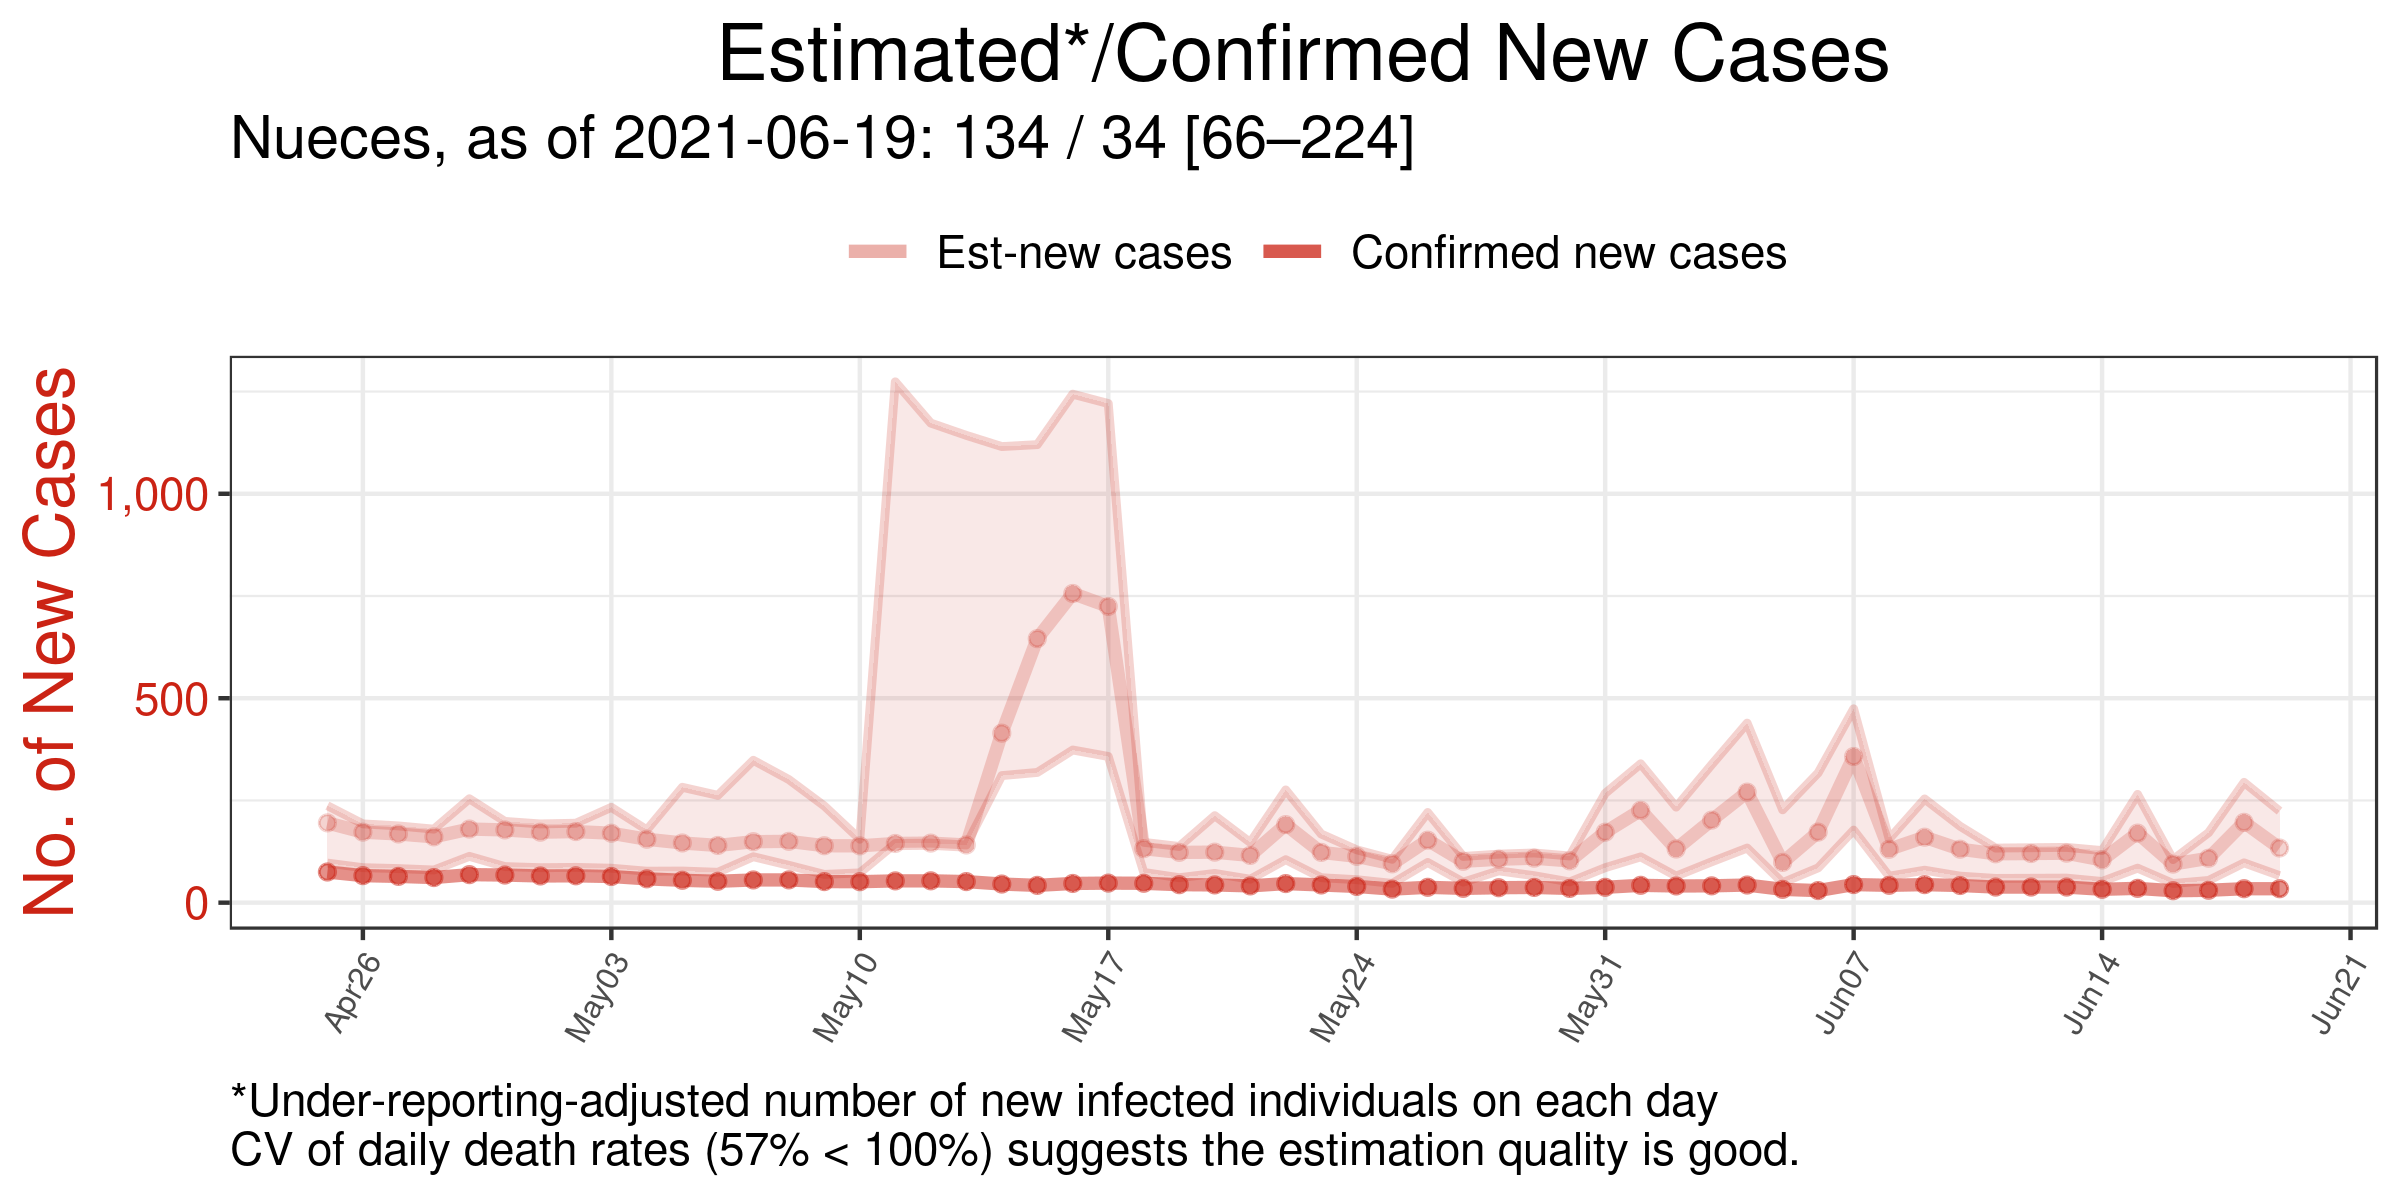 Estimated*/Confirmed New Cases
Nueces, as of 2021-06-19: 134 / 34 [66–224]
Est-new cases Confirmed new cases
No. of New Cases
1,000
500
0
Apr26 May03 May10 May17 May24 May31 Jun07 Jun14 Jun21
*Under-reporting-adjusted number of new infected individuals on each day
CV of daily death rates (57% < 100%) suggests the estimation quality is good.